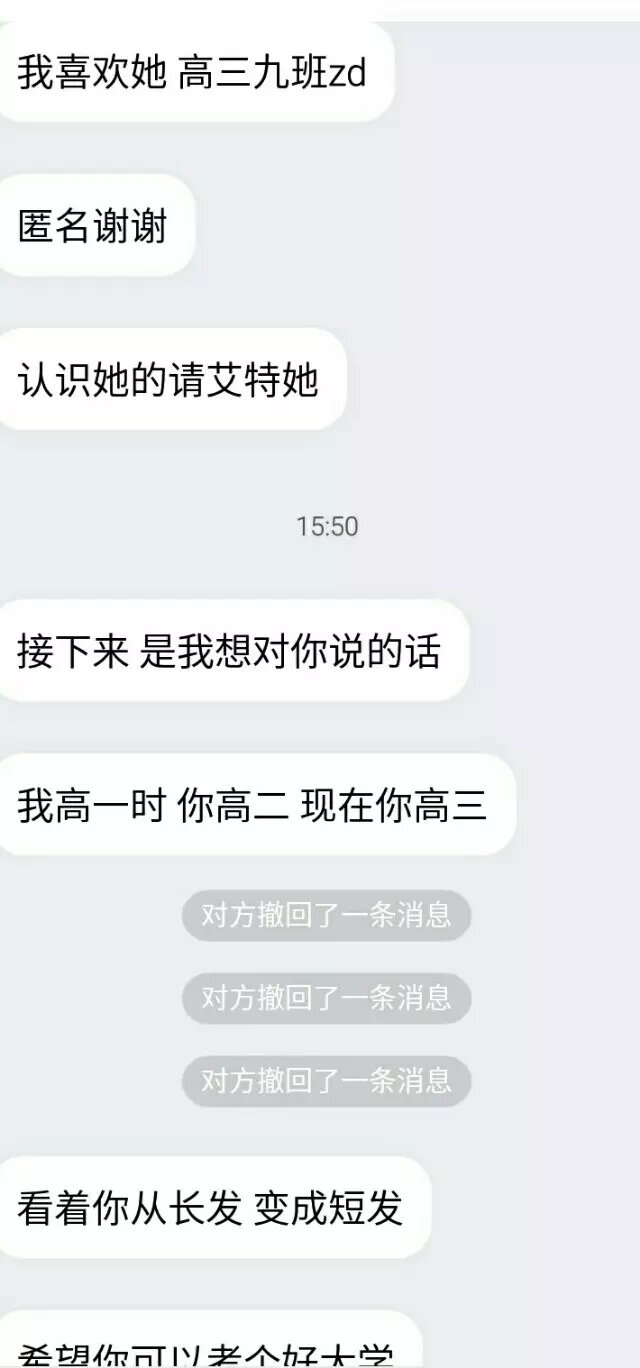 我喜欢她 高三九班zd
匿名谢谢
认识她的请艾特她
15:50
接下来 是我想对你说的话
我高一时 你高二 现在你高三
对方撤回了一条消息
对方撤回了一条消息
对方撤回了一条消息
看着你从长发 变成短发
希望你可以考个好大学